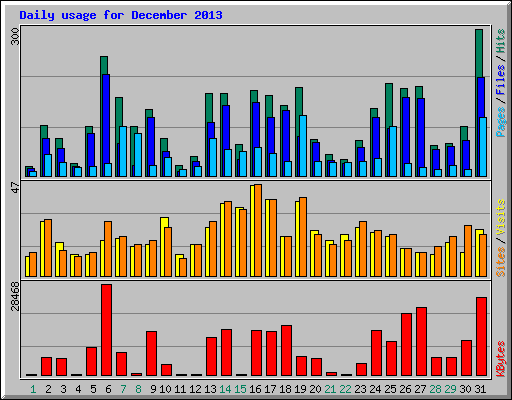 Daily usage for December 2013
300
Pages / Files / Hits
47
Sites / Visits
28468
KBytes
1 2 3 4 5 6 7 8 9 10 11 12 13 14 15 16 17 18 19 20 21 22 23 24 25 26 27 28 29 30 31